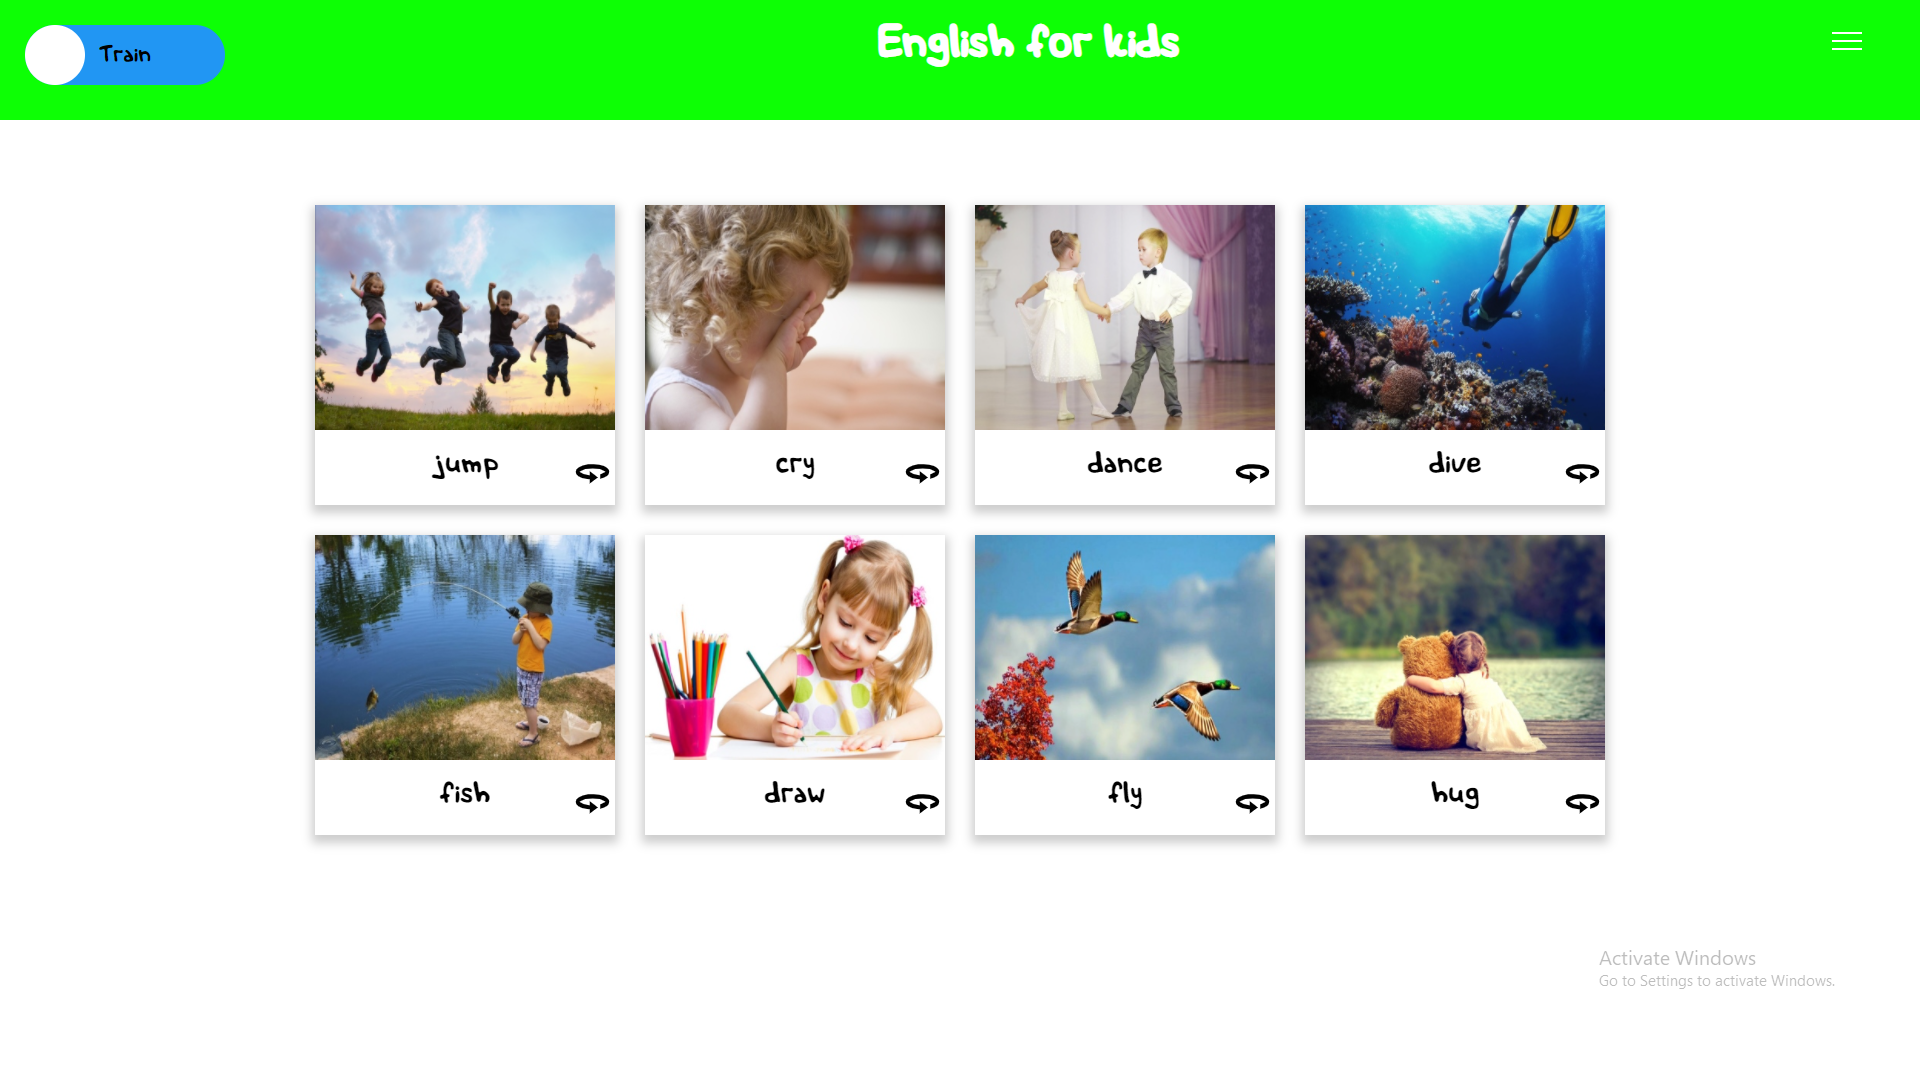 Train
English for kids
jump
cry
dance
dive
fish
draw
fly
hug
Activate Windows
Go to Settings to activate Windows.